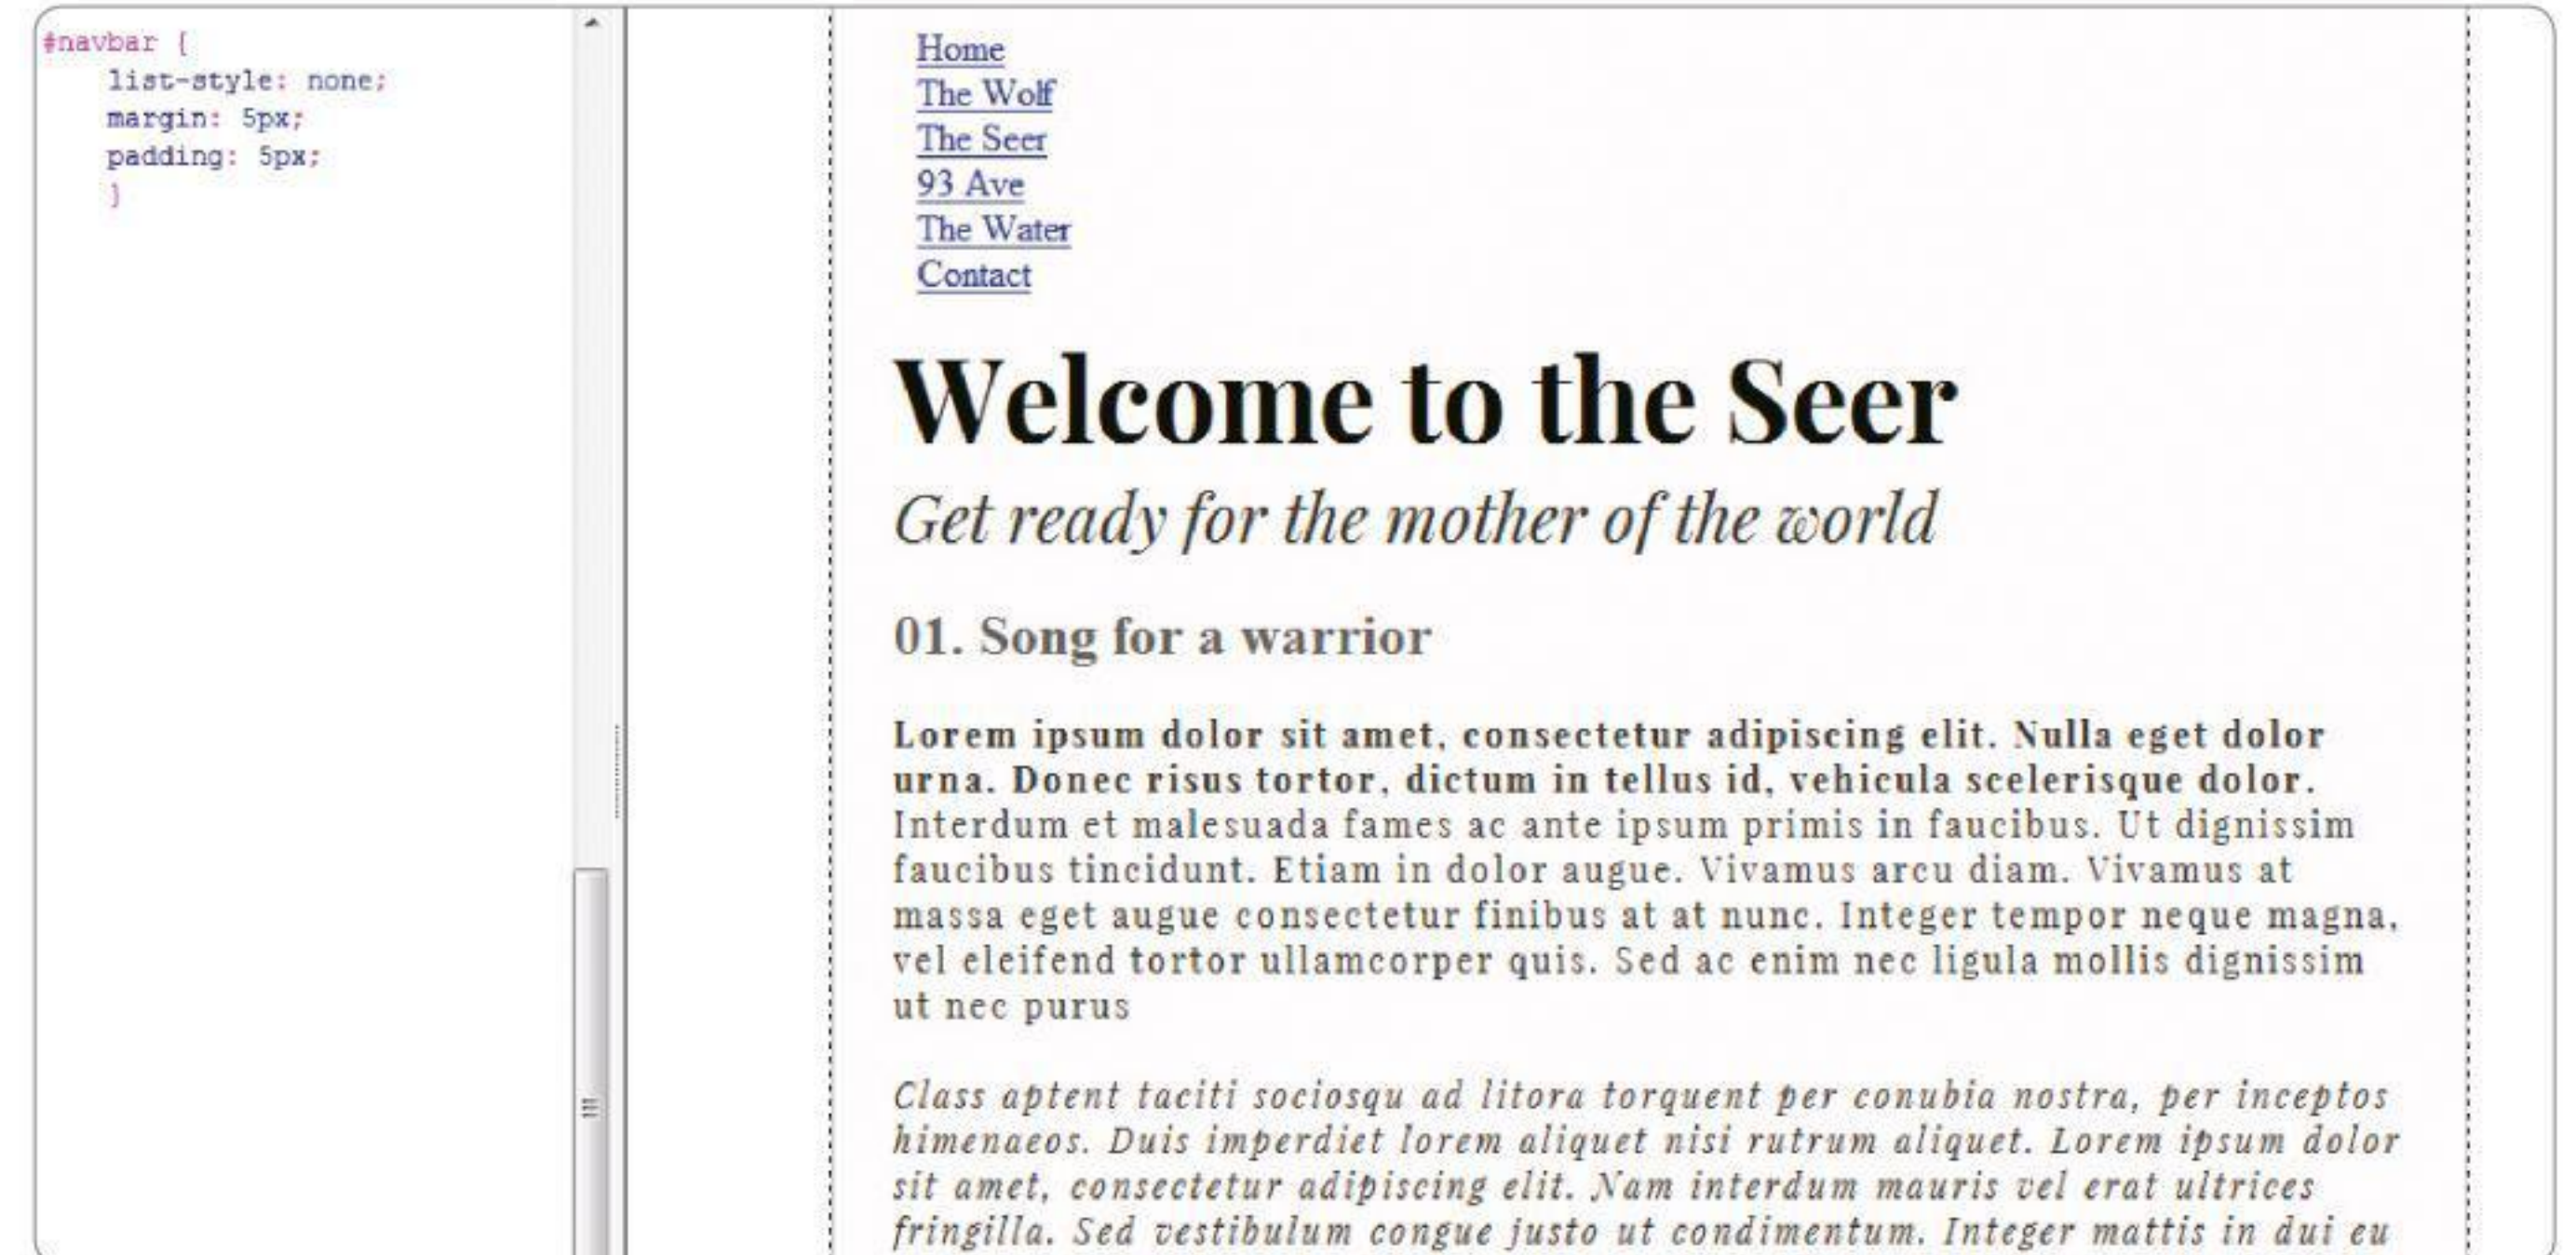 #navbar {
list-style: none;
margin: 5px;
padding: 5px;
}
Home
The Wolf
The Seer
93 Ave
The Water
Contact
Welcome to the Seer
Get ready for the mother of the world
01. Song for a warrior
Lorem ipsum dolor sit amet, consectetur adipiscing elit. Nulla eget dolor
urna. Donec risus tortor, dictum in tellus id, vehicula scelerisque dolor.
Interdum et malesuada fames ac ante ipsum primis in faucibus. Ut dignissim
faucibus tincidunt. Etiam in dolor augue. Vivamus arcu diam. Vivamus at
massa eget augue consectetur finibus at at nunc. Integer tempor neque magna,
vel eleifend tortor ullamcorper quis. Sed ac enim nec ligula mollis dignissim
ut nec purus
Class aptent taciti sociosqu ad litora torquent per conubia nostra, per inceptos
himenaeos. Duis imperdiet lorem aliquet nisi rutrum aliquet. Lorem ipsum dolor
sit amet, consectetur adipiscing elit. Nam interdum mauris vel erat ultrices
fringilla. Sed vestibulum congue justo ut condimentum. Integer mattis in dui eu